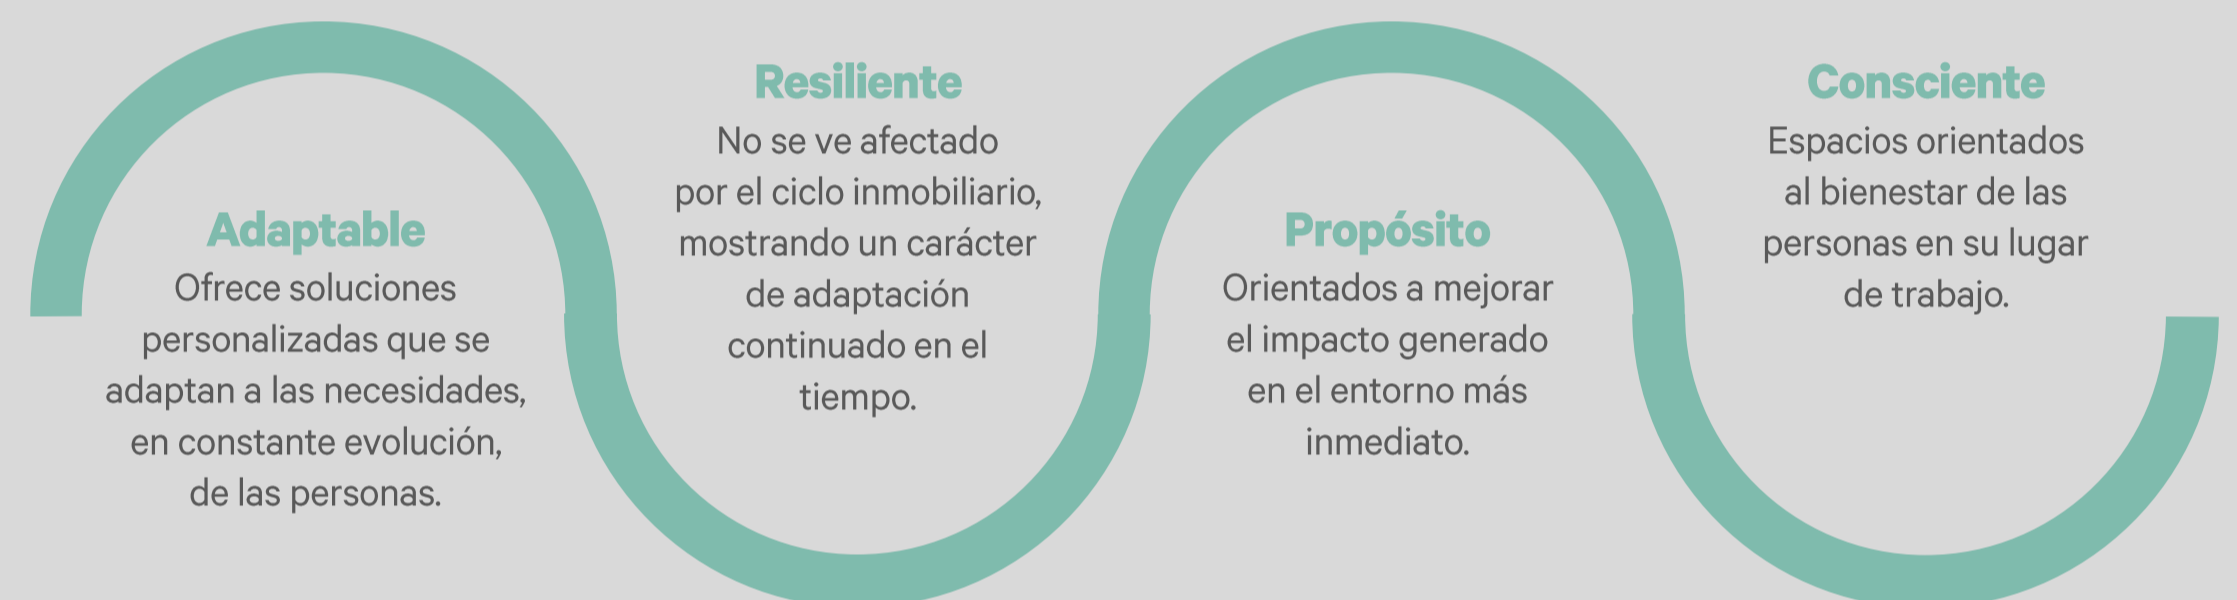 Adaptable
Ofrece soluciones
personalizadas que se
adaptan a las necesidades,
en constante evolución,
de las personas.
Resiliente
No se ve afectado
por el ciclo inmobiliario,
mostrando un carácter
de adaptación
continuado en el
tiempo.
Propósito
Orientados a mejorar
el impacto generado
en el entorno más
inmediato.
Consciente
Espacios orientados
al bienestar de las
personas en su lugar
de trabajo.